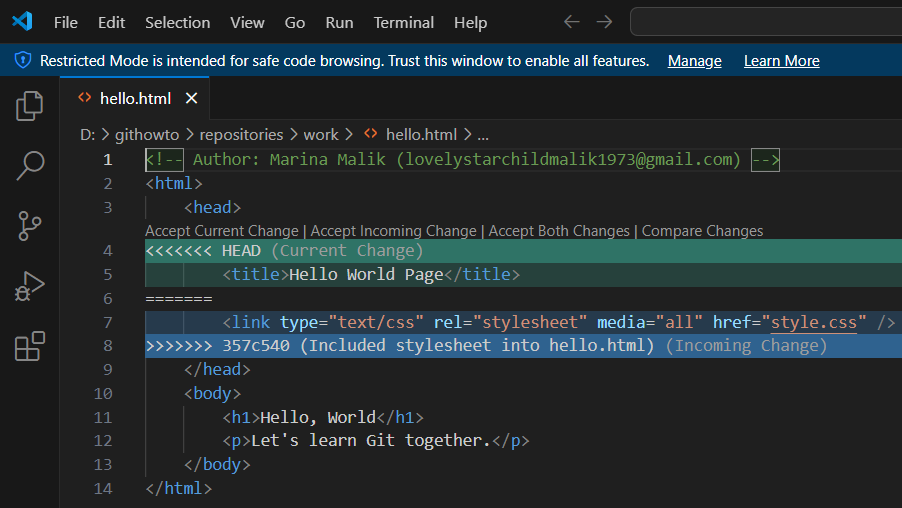 File Edit Selection View Go Run Terminal Help
Restricted Mode is intended for safe code browsing. Trust this window to enable all features. Manage Learn More
hello.html
D: > githowto > repositories > work > hello.html > ...
1 <!-- Author: Marina Malik (lovelystarchildmalik1973@gmail.com) -->
2 <html>
3 <head>
Accept Current Change | Accept Incoming Change | Accept Both Changes | Compare Changes
4 <<<<<<< HEAD (Current Change)
5 <title>Hello World Page</title>
6 =======
7 <link type="text/css" rel="stylesheet" media="all" href="style.css" />
8 >>>>>>> 357c540 (Included stylesheet into hello.html) (Incoming Change)
9 </head>
10 <body>
11 <h1>Hello, World</h1>
12 <p>Let's learn Git together.</p>
13 </body>
14 </html>